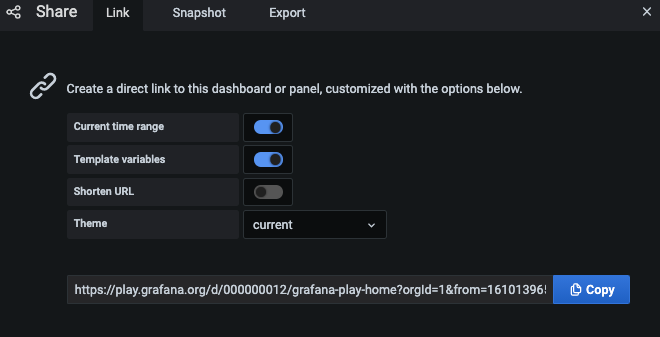 Share Link Snapshot Export
Create a direct link to this dashboard or panel, customized with the options below.
Current time range
Template variables
Shorten URL
Theme current
https://play.grafana.org/d/000000012/grafana-play-home?orgId=1&from=161013965 Copy